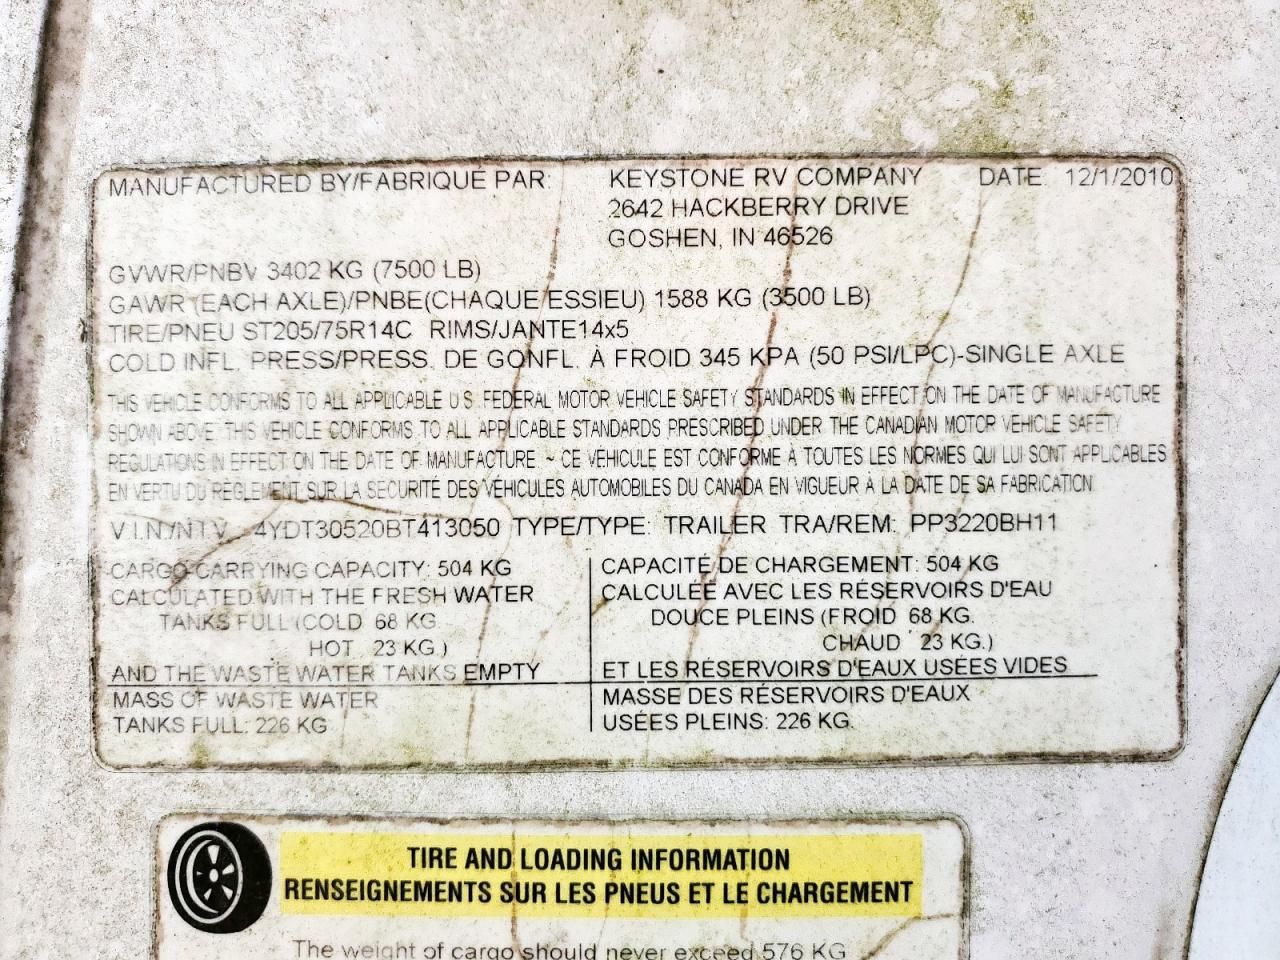 MANUFACTURED BY/FABRIQUÉ PAR: KEYSTONE RV COMPANY DATE: 12/1/2010
2642 HACKBERRY DRIVE
GOSHEN, IN 46526
GVWR/PNBV 3402 KG (7500 LB)
GAWR (EACH AXLE)/PNBE(CHAQUE ESSIEU) 1588 KG (3500 LB)
TIRE/PNEU ST205/75R14C RIMS/JANTE14x5
COLD INFL. PRESS/PRESS. DE GONFL. À FROID 345 KPA (50 PSI/LPC)-SINGLE AXLE
THIS VEHICLE CONFORMS TO ALL APPLICABLE U.S. FEDERAL MOTOR VEHICLE SAFETY STANDARDS IN EFFECT ON THE DATE OF MANUFACTURE
SHOWN ABOVE. THIS VEHICLE CONFORMS TO ALL APPLICABLE STANDARDS PRESCRIBED UNDER THE CANADIAN MOTOR VEHICLE SAFETY
REGULATIONS IN EFFECT ON THE DATE OF MANUFACTURE. ~ CE VÉHICULE EST CONFORME À TOUTES LES NORMES QUI LUI SONT APPLICABLES
EN VERTU DU RÈGLEMENT SUR LA SÉCURITÉ DES VÉHICULES AUTOMOBILES DU CANADA EN VIGUEUR À LA DATE DE SA FABRICATION.
V.I.N./N.I.V. 4YDT30520BT413050 TYPE/TYPE: TRAILER TRA/REM: PP3220BH11
CARGO CARRYING CAPACITY: 504 KG
CALCULATED WITH THE FRESH WATER
TANKS FULL (COLD 68 KG.
HOT 23 KG.)
AND THE WASTE WATER TANKS EMPTY
MASS OF WASTE WATER
TANKS FULL: 226 KG
CAPACITÉ DE CHARGEMENT: 504 KG
CALCULÉE AVEC LES RÉSERVOIRS D'EAU
DOUCE PLEINS (FROID 68 KG.
CHAUD 23 KG.)
ET LES RÉSERVOIRS D'EAUX USÉES VIDES
MASSE DES RÉSERVOIRS D'EAUX
USÉES PLEINS: 226 KG.
TIRE AND LOADING INFORMATION
RENSEIGNEMENTS SUR LES PNEUS ET LE CHARGEMENT
The weight of cargo should never exceed 576 KG